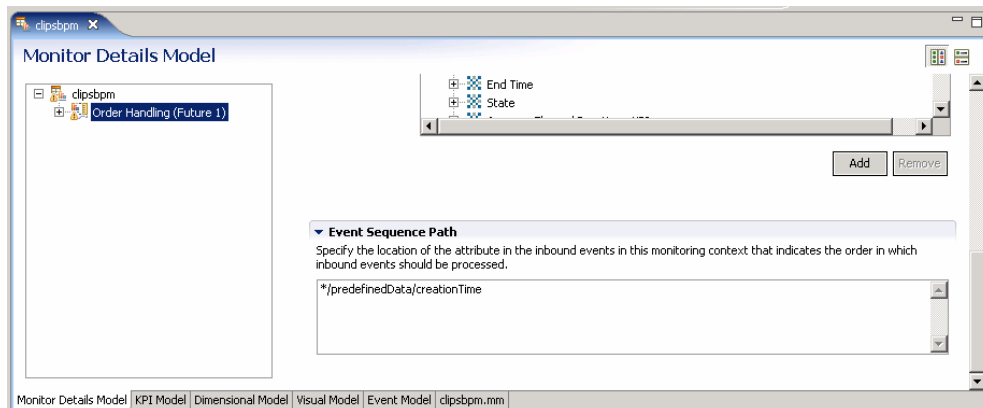 clipsbpm
Monitor Details Model
clipsbpm
Order Handling (Future 1)
End Time
State
Add
Remove
Event Sequence Path
Specify the location of the attribute in the inbound events in this monitoring context that indicates the order in which
inbound events should be processed.
*/predefinedData/creationTime
Monitor Details Model KPI Model Dimensional Model Visual Model Event Model clipsbpm.mm